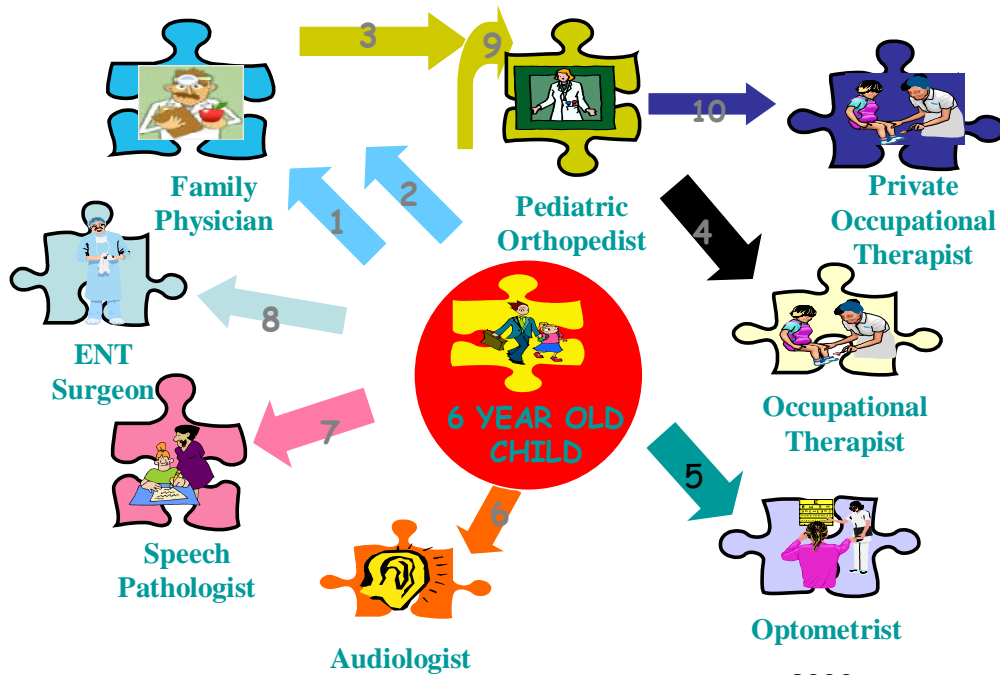 3
9
10
Family
Physician
1
2
Pediatric
Orthopedist
4
Private
Occupational
Therapist
8
ENT
Surgeon
6 YEAR OLD
CHILD
Occupational
Therapist
7
5
6
Speech
Pathologist
Audiologist
Optometrist